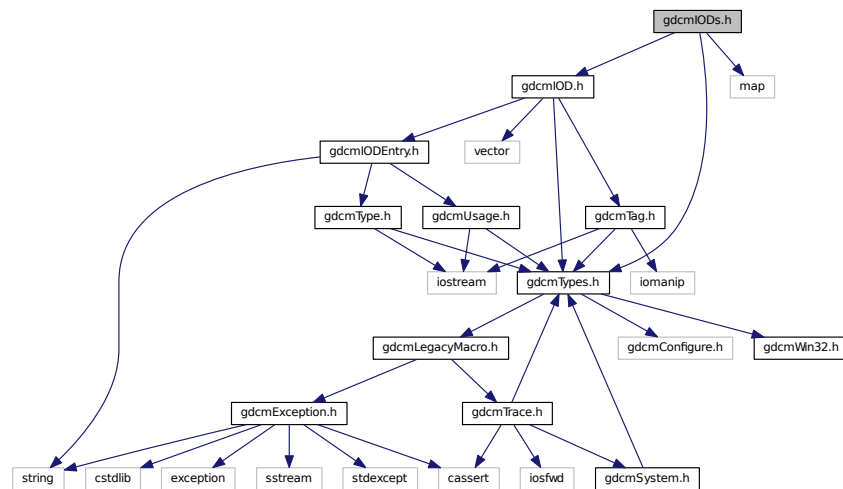 gdcmIODs.h
gdcmIOD.h
map
gdcmIODEntry.h
vector
gdcmType.h
gdcmUsage.h
gdcmTag.h
iostream
gdcmTypes.h
iomanip
gdcmLegacyMacro.h
gdcmConfigure.h
gdcmWin32.h
gdcmException.h
gdcmTrace.h
string
cstdlib
exception
sstream
stdexcept
cassert
iosfwd
gdcmSystem.h